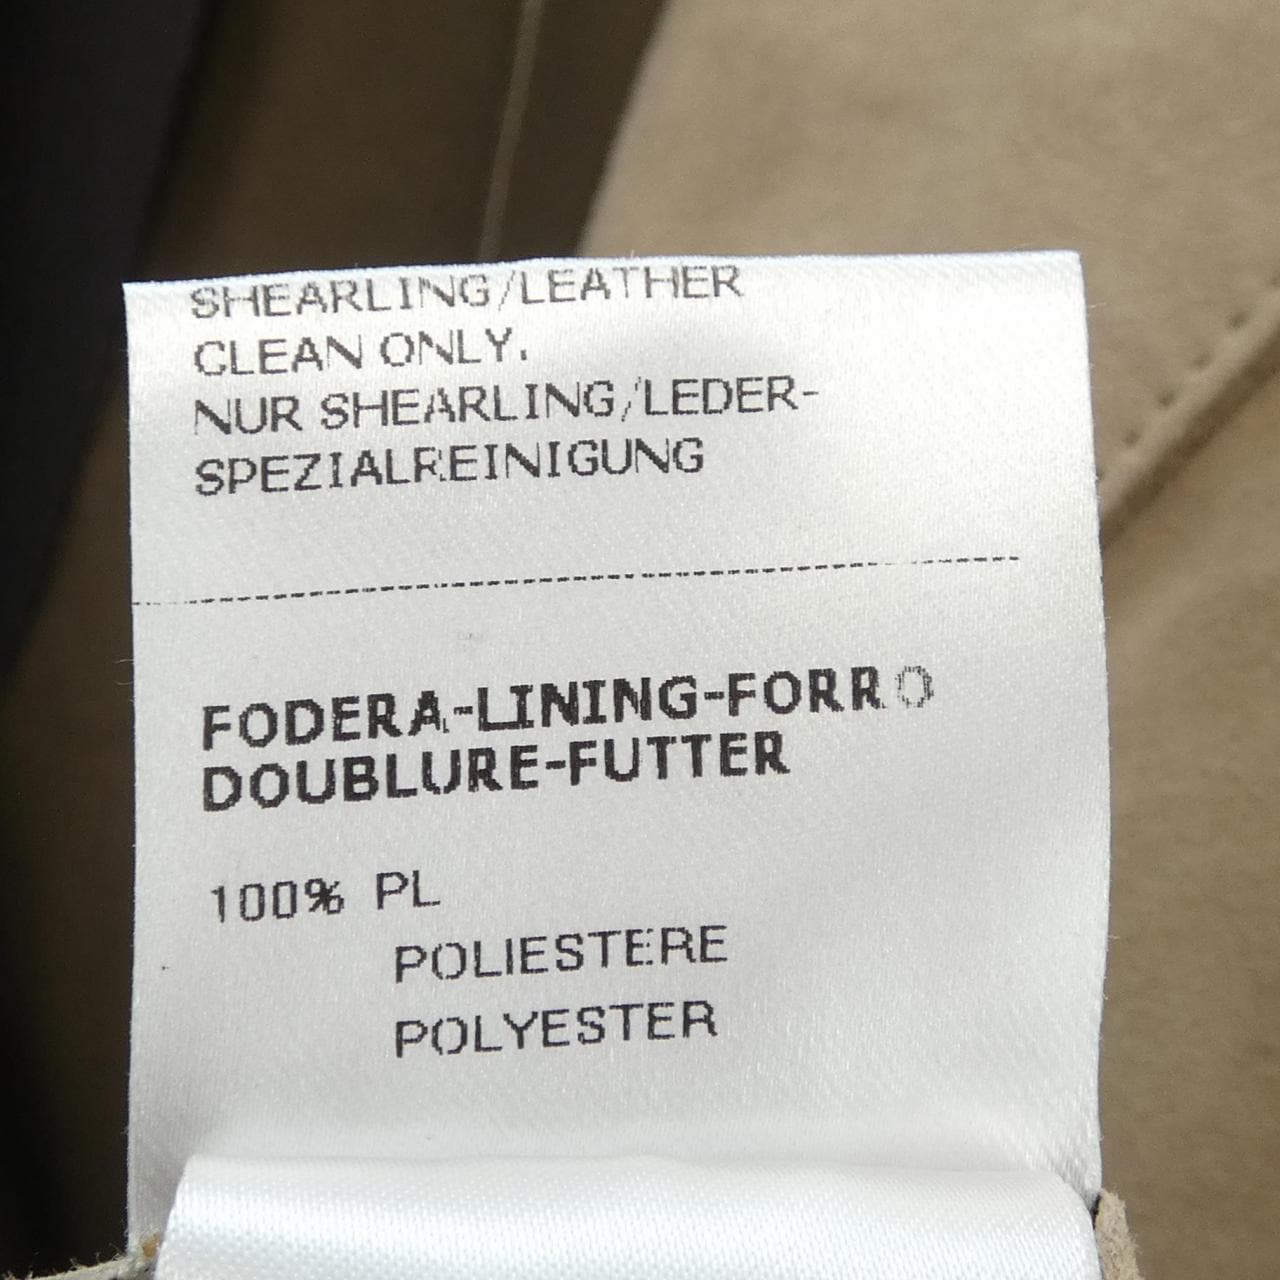 SHEARLING/LEATHER
CLEAN ONLY.
NUR SHEARLING/LEDER-
SPEZIALREINIGUNG
FODERA-LINING-FORRO
DOUBLURE-FUTTER
100% PL
POLIESTERE
POLYESTER